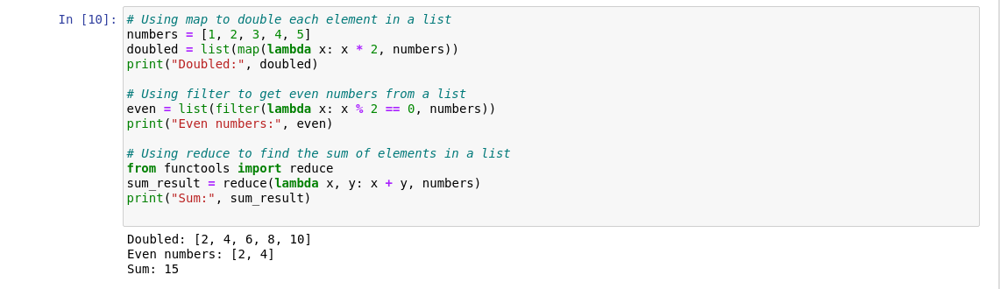 In [10]: # Using map to double each element in a list
numbers = [1, 2, 3, 4, 5]
doubled = list(map(lambda x: x * 2, numbers))
print("Doubled:", doubled)

# Using filter to get even numbers from a list
even = list(filter(lambda x: x % 2 == 0, numbers))
print("Even numbers:", even)

# Using reduce to find the sum of elements in a list
from functools import reduce
sum_result = reduce(lambda x, y: x + y, numbers)
print("Sum:", sum_result)

Doubled: [2, 4, 6, 8, 10]
Even numbers: [2, 4]
Sum: 15